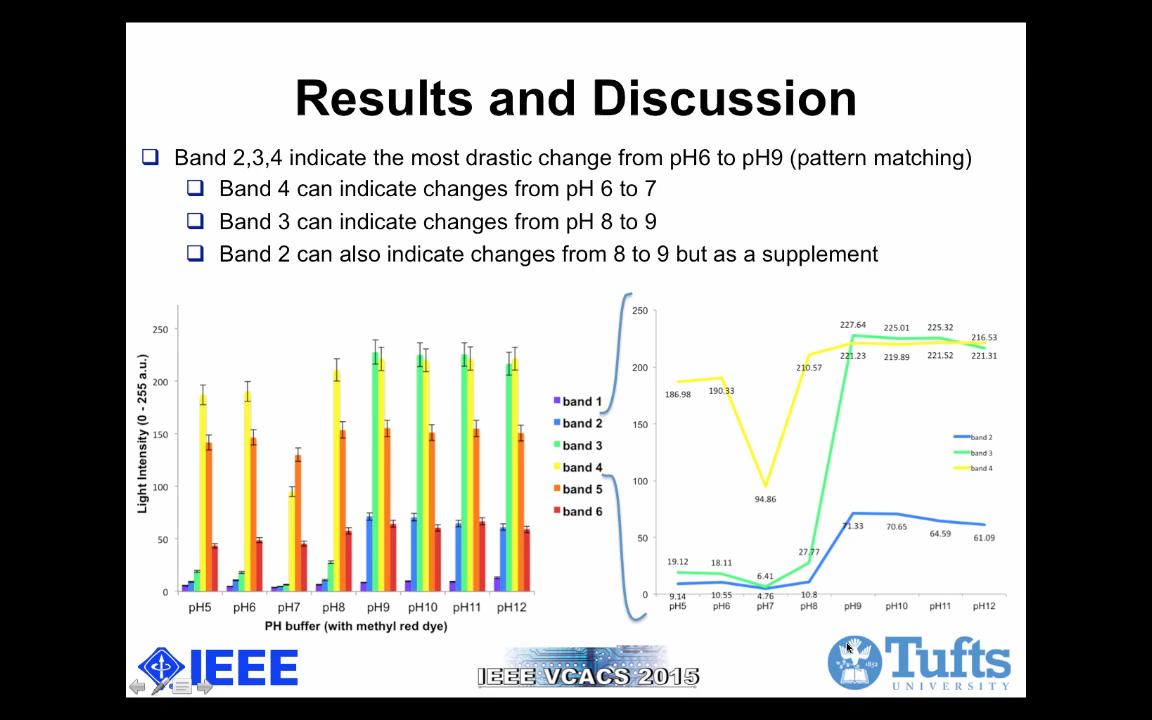 Results and Discussion
Band 2,3,4 indicate the most drastic change from pH6 to pH9 (pattern matching)
Band 4 can indicate changes from pH 6 to 7
Band 3 can indicate changes from pH 8 to 9
Band 2 can also indicate changes from 8 to 9 but as a supplement
Light Intensity (0 - 255 a.u.)
250
200
150
100
50
0
pH5 pH6 pH7 pH8 pH9 pH10 pH11 pH12
PH buffer (with methyl red dye)
band 1
band 2
band 3
band 4
band 5
band 6
250
200
150
100
50
0
227.64 225.01 225.32 216.53
221.23 219.89 221.52 221.31
210.57
186.98 190.33
94.86
19.12 18.11 6.41 27.77
71.33 70.65 64.59 61.09
9.14 10.55 4.76 10.8
pH5 pH6 pH7 pH8 pH9 pH10 pH11 pH12
band 2
band 3
band 4
IEEE
IEEE VCACS 2015
1852
Tufts
UNIVERSITY